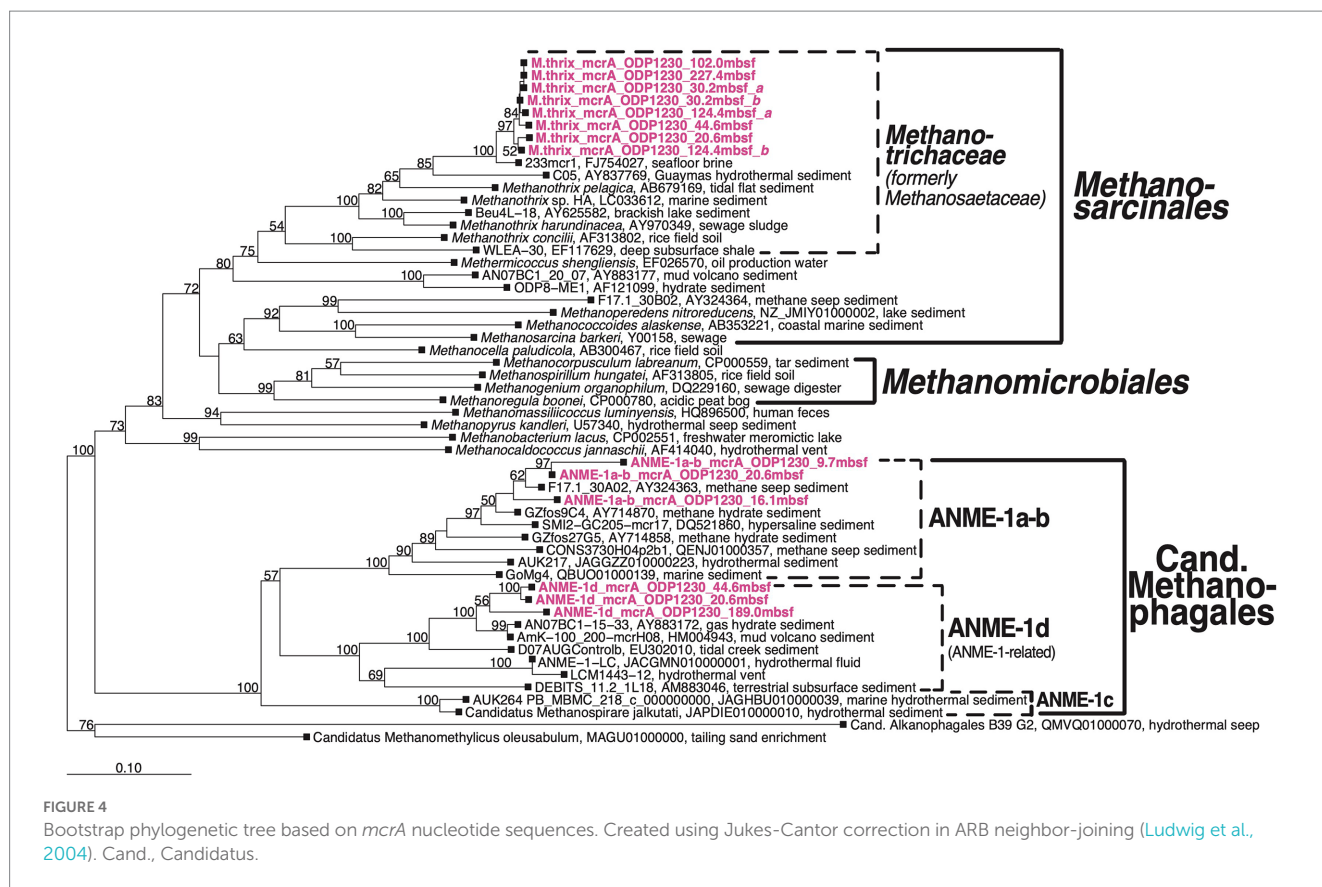 M.thrix_mcrA_ODP1230_102.0mbsf
M.thrix_mcrA_ODP1230_227.4mbsf
M.thrix_mcrA_ODP1230_30.2mbsf_a
M.thrix_mcrA_ODP1230_30.2mbsf_b
84
M.thrix_mcrA_ODP1230_124.4mbsf_a
97
M.thrix_mcrA_ODP1230_44.6mbsf
M.thrix_mcrA_ODP1230_20.6mbsf
100
52
M.thrix_mcrA_ODP1230_124.4mbsf_b
85
233mcr1, FJ754027, seafloor brine
65
C05, AY837769, Guaymas hydrothermal sediment
82
Methanothrix pelagica, AB679169, tidal flat sediment
100
Methanothrix sp. HA, LC033612, marine sediment
100
Beu4L-18, AY625582, brackish lake sediment
54
Methanothrix harundinacea, AY970349, sewage sludge
100
Methanothrix concilii, AF313802, rice field soil
75
WLEA-30, EF117629, deep subsurface shale
80
Methermicoccus shengliensis, EF026570, oil production water
100
AN07BC1_20_07, AY883177, mud volcano sediment
72
ODP8-ME1, AF121099, hydrate sediment
99
F17.1_30B02, AY324364, methane seep sediment
92
Methanoperedens nitroreducens, NZ_JMIY01000002, lake sediment
100
Methanococcoides alaskense, AB353221, coastal marine sediment
63
Methanosarcina barkeri, Y00158, sewage
Methanocella paludicola, AB300467, rice field soil
57
Methanocorpusculum labreanum, CP000559, tar sediment
81
Methanospirillum hungatei, AF313805, rice field soil
99
Methanogenium organophilum, DQ229160, sewage digester
83
Methanoregula boonei, CP000780, acidic peat bog
94
Methanomassiliicoccus luminyensis, HQ896500, human feces
73
Methanopyrus kandleri, U57340, hydrothermal seep sediment
99
Methanobacterium lacus, CP002551, freshwater meromictic lake
100
Methanocaldococcus jannaschii, AF414040, hydrothermal vent
Methano-
trichaceae
(formerly
Methanosaetaceae)
Methano-
sarcinales
Methanomicrobiales
97
ANME-1a-b_mcrA_ODP1230_9.7mbsf
62
ANME-1a-b_mcrA_ODP1230_20.6mbsf
F17.1_30A02, AY324363, methane seep sediment
50
ANME-1a-b_mcrA_ODP1230_16.1mbsf
97
GZfos9C4, AY714870, methane hydrate sediment
SMI2-GC205-mcr17, DQ521860, hypersaline sediment
89
GZfos27G5, AY714858, methane hydrate sediment
90
CONS3730H04p2b1, QENJ01000357, methane seep sediment
100
AUK217, JAGGZZ010000223, hydrothermal sediment
57
GoMg4, QBUO01000139, marine sediment
100
ANME-1d_mcrA_ODP1230_44.6mbsf
56
ANME-1d_mcrA_ODP1230_20.6mbsf
100
ANME-1d_mcrA_ODP1230_189.0mbsf
99
AN07BC1-15-33, AY883172, gas hydrate sediment
100
AmK-100_200-mcrH08, HM004943, mud volcano sediment
100
D07AUGControlb, EU302010, tidal creek sediment
100
ANME-1-LC, JACGMN010000001, hydrothermal fluid
69
LCM1443-12, hydrothermal vent
100
DEBITS_11.2_1L18, AM883046, terrestrial subsurface sediment
100
AUK264 PB_MBMC_218_c_000000000, JAGHBU010000039, marine hydrothermal sediment
Candidatus Methanospirare jalkutati, JAPDIE010000010, hydrothermal sediment
76
Cand. Alkanophagales B39 G2, QMVQ01000070, hydrothermal seep
Candidatus Methanomethylicus oleusabulum, MAGU01000000, tailing sand enrichment
ANME-1a-b
ANME-1d
(ANME-1-related)
ANME-1c
Cand.
Methano-
phagales
0.10
FIGURE 4
Bootstrap phylogenetic tree based on mcrA nucleotide sequences. Created using Jukes-Cantor correction in ARB neighbor-joining (Ludwig et al.,
2004). Cand., Candidatus.